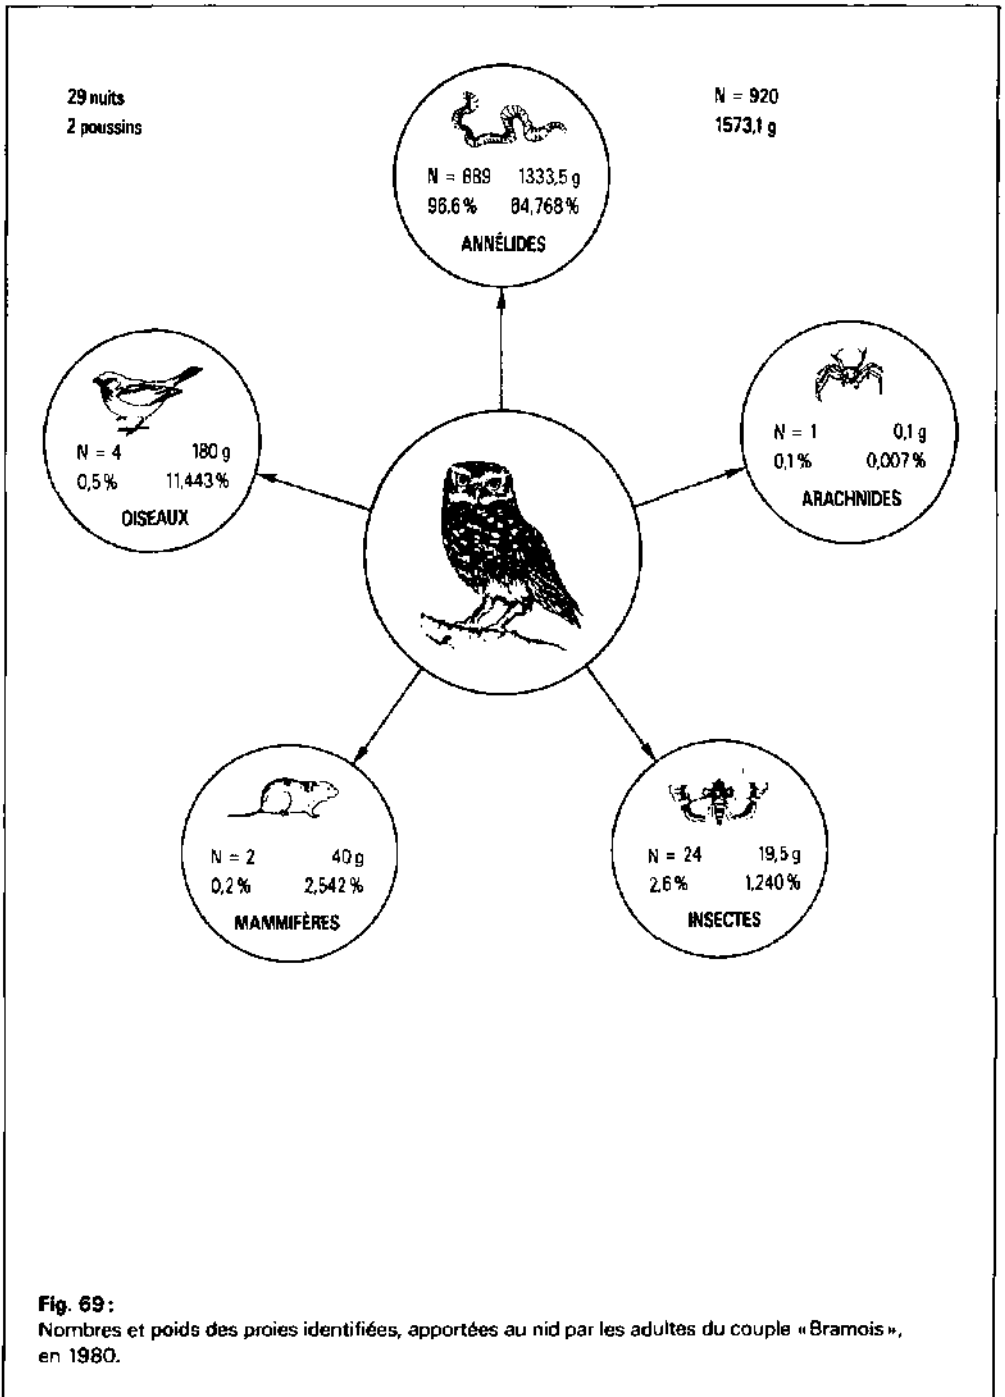 29 nuits
2 poussins
N = 920
1573,1 g
N = 889 1333,5 g
96.6% 84,768%
ANNÉLIDES
N = 4 180 g
0,5% 11,443%
OISEAUX
N = 1 0,1 g
0,1% 0,007%
ARACHNIDES
N = 2 40 g
0,2% 2,542%
MAMMIFÈRES
N = 24 19,5 g
2,6% 1,240%
INSECTES
Fig. 69:
Nombres et poids des proies identifiées, apportées au nid par les adultes du couple «Bramois»,
en 1980.